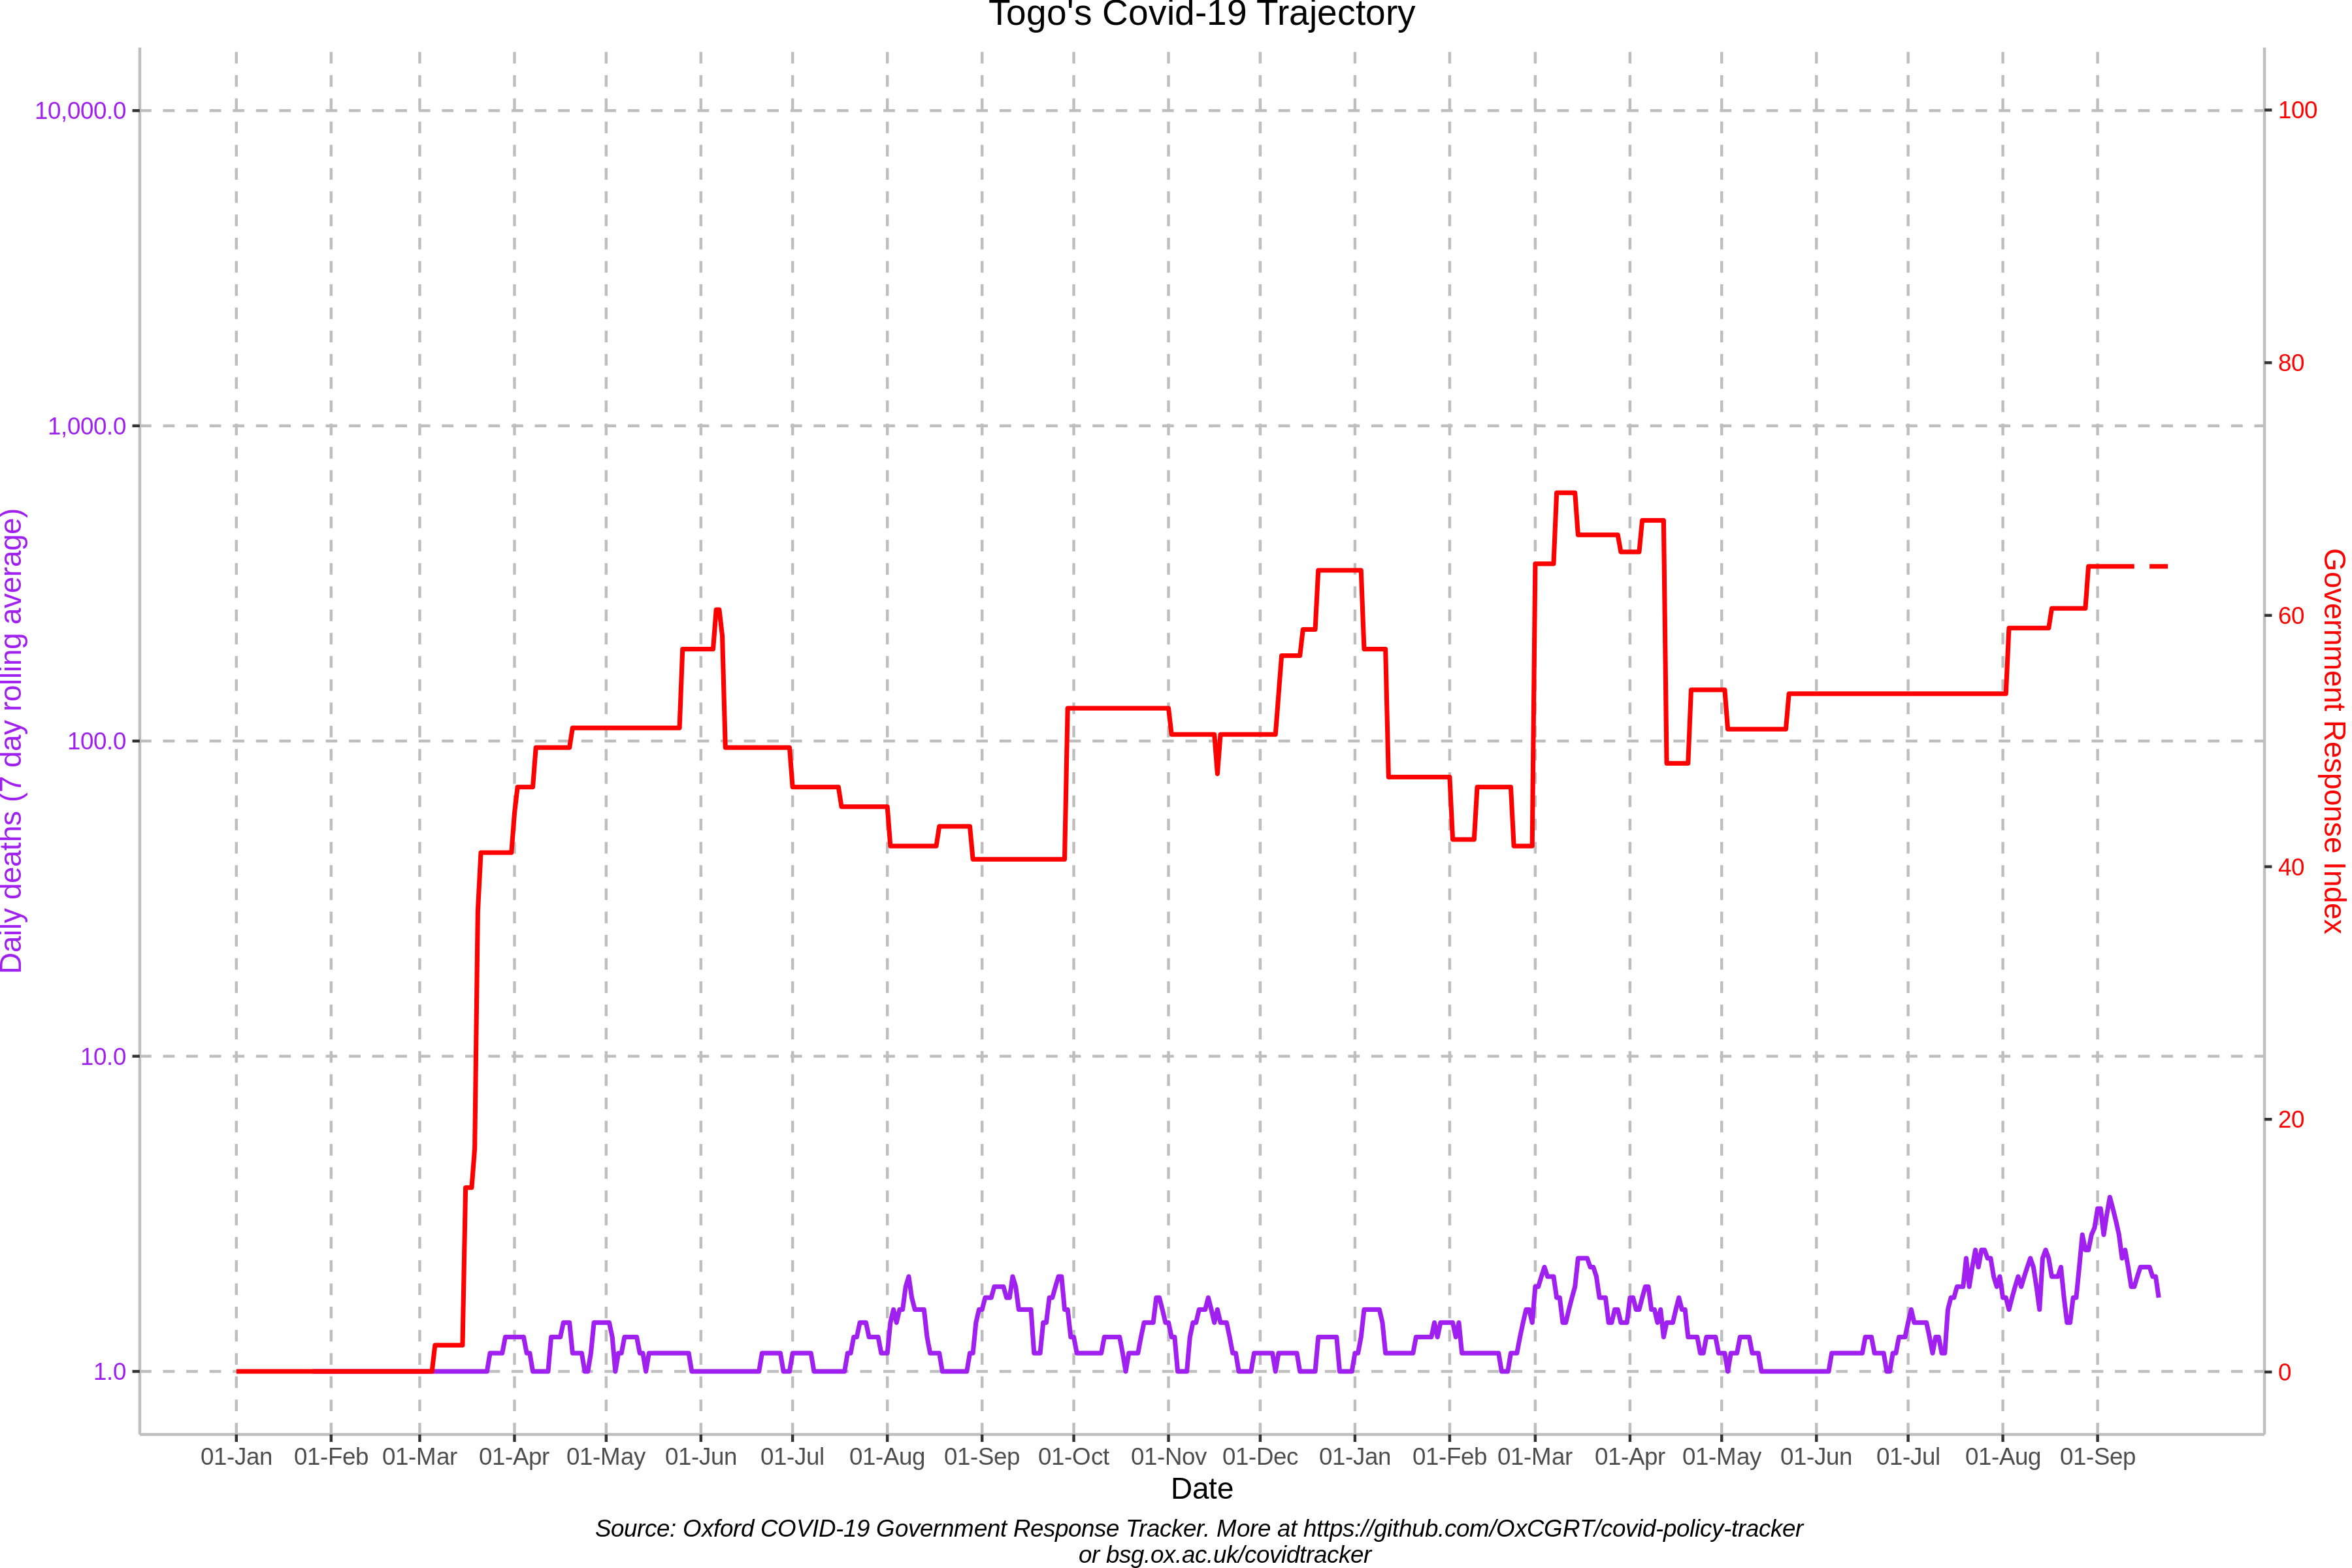 Togo's Covid-19 Trajectory
10,000.0
1,000.0
100.0
10.0
1.0
Daily deaths (7 day rolling average)
100
80
60
40
20
0
Government Response Index
01-Jan 01-Feb 01-Mar 01-Apr 01-May 01-Jun 01-Jul 01-Aug 01-Sep 01-Oct 01-Nov 01-Dec 01-Jan 01-Feb 01-Mar 01-Apr 01-May 01-Jun 01-Jul 01-Aug 01-Sep
Date
Source: Oxford COVID-19 Government Response Tracker. More at https://github.com/OxCGRT/covid-policy-tracker
or bsg.ox.ac.uk/covidtracker